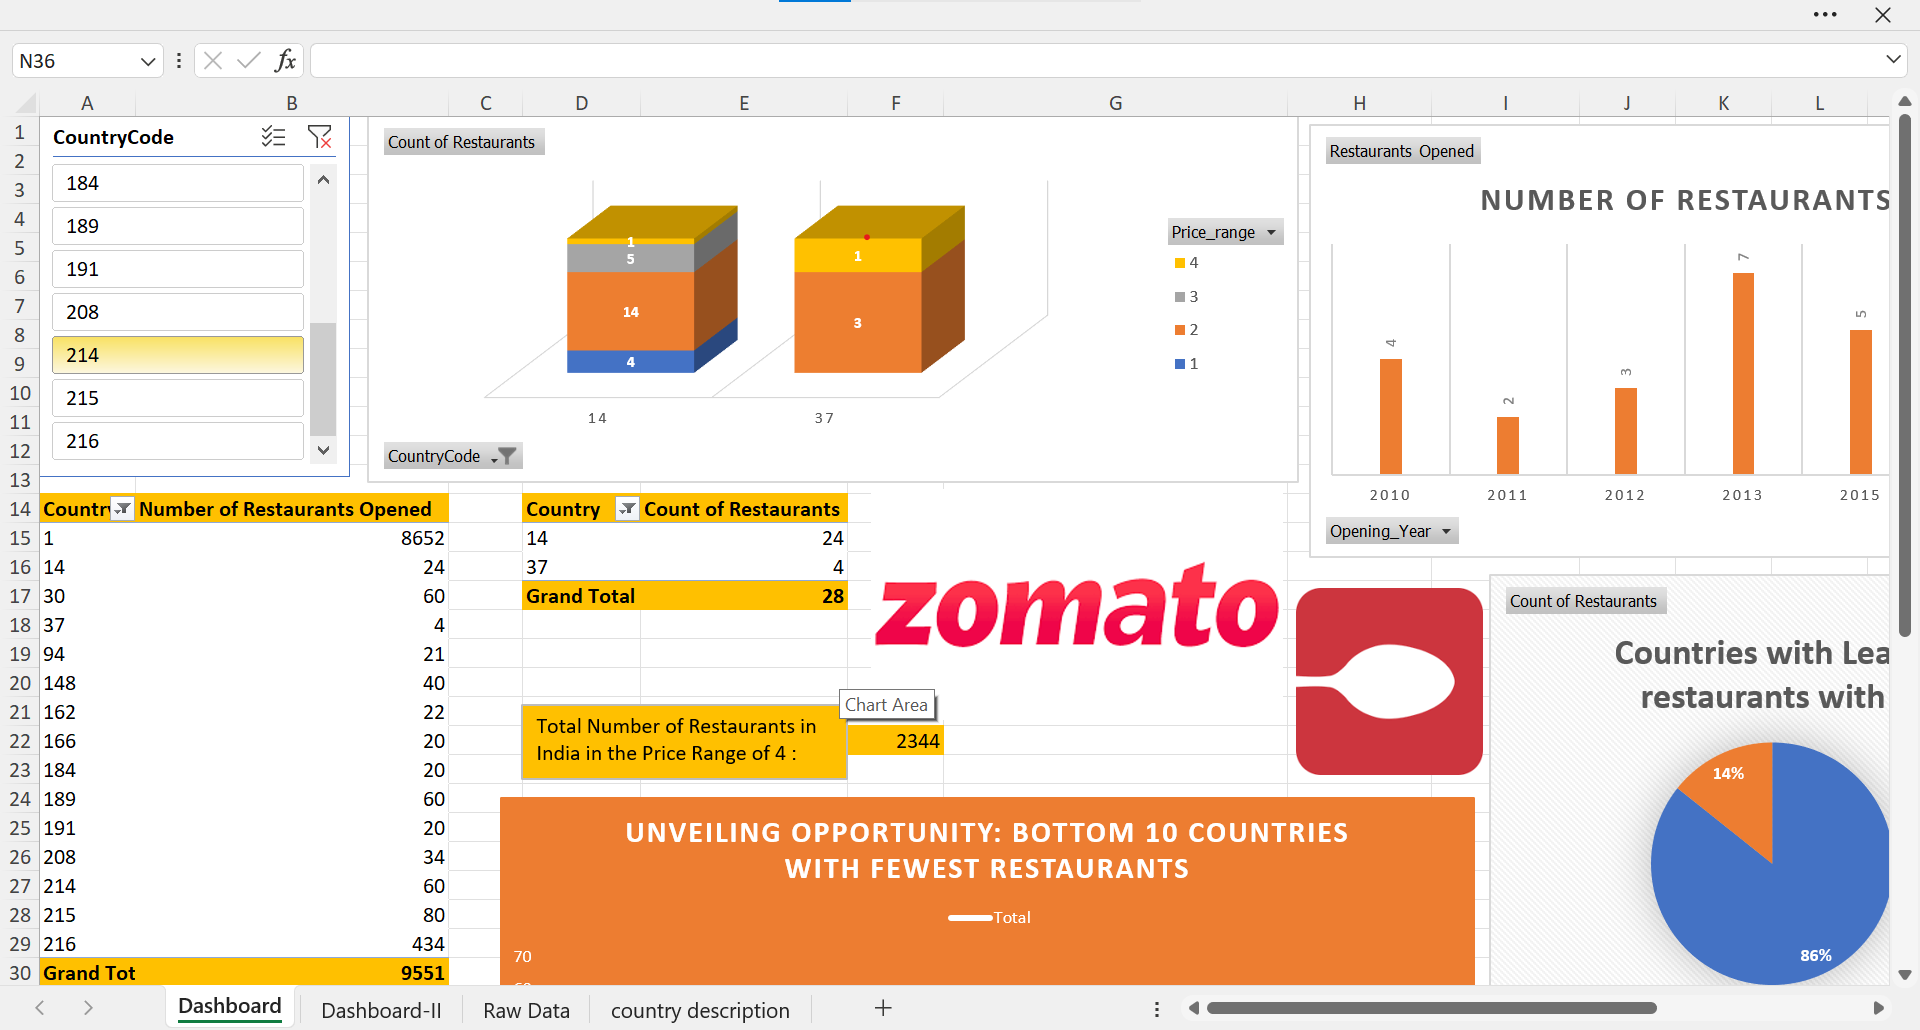 N36
fx
A B C D E F G H I J K L
1
2
3
4
5
6
7
8
9
10
11
12
13
14
15
16
17
18
19
20
21
22
23
24
25
26
27
28
29
30
CountryCode
184
189
191
208
214
215
216
Count of Restaurants
1
5
14
4
1
3
14 37
Price_range
4
3
2
1
CountryCode
Restaurants Opened
NUMBER OF RESTAURANTS
4
2
3
7
5
2010 2011 2012 2013 2015
Opening_Year
Country Number of Restaurants Opened
1 8652
14 24
30 60
37 4
94 21
148 40
162 22
166 20
184 20
189 60
191 20
208 34
214 60
215 80
216 434
Grand Tot 9551
Country Count of Restaurants
14 24
37 4
Grand Total 28
zomato
Chart Area
Total Number of Restaurants in
India in the Price Range of 4 :
2344
UNVEILING OPPORTUNITY: BOTTOM 10 COUNTRIES
WITH FEWEST RESTAURANTS
Total
70
Count of Restaurants
Countries with Lea
restaurants with
14%
86%
Dashboard Dashboard-II Raw Data country description